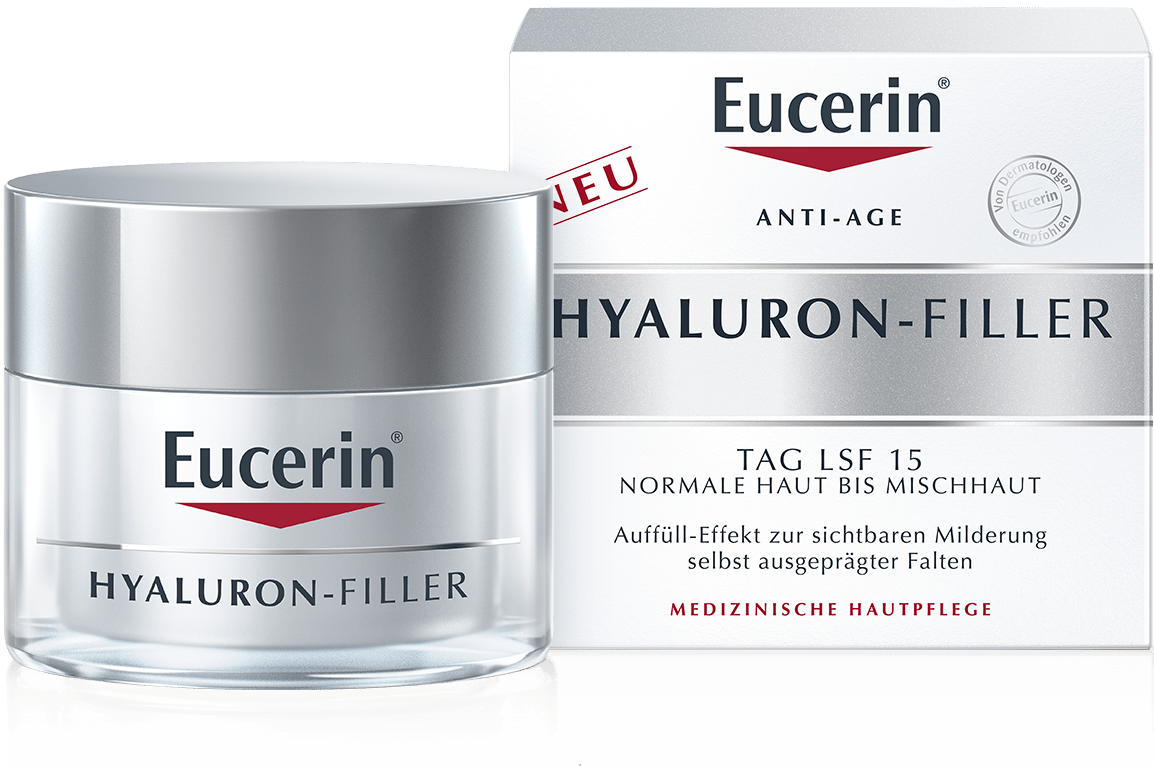 Eucerin®
HYALURON-FILLER
NEU
Eucerin®
ANTI-AGE
Von Dermatologen
Eucerin
empfohlen
HYALURON-FILLER
TAG LSF 15
NORMALE HAUT BIS MISCHHAUT
Auffüll-Effekt zur sichtbaren Milderung
selbst ausgeprägter Falten
MEDIZINISCHE HAUTPFLEGE